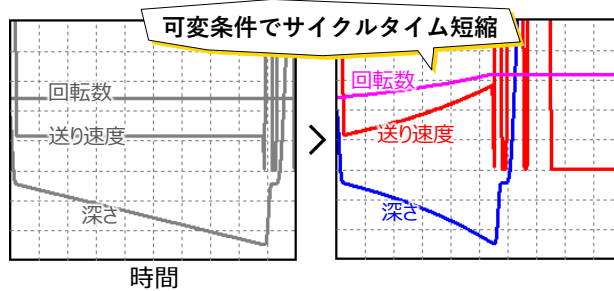 可変条件でサイクルタイム短縮
回転数
送り速度
深さ
時間
>
回転数
送り速度
深さ